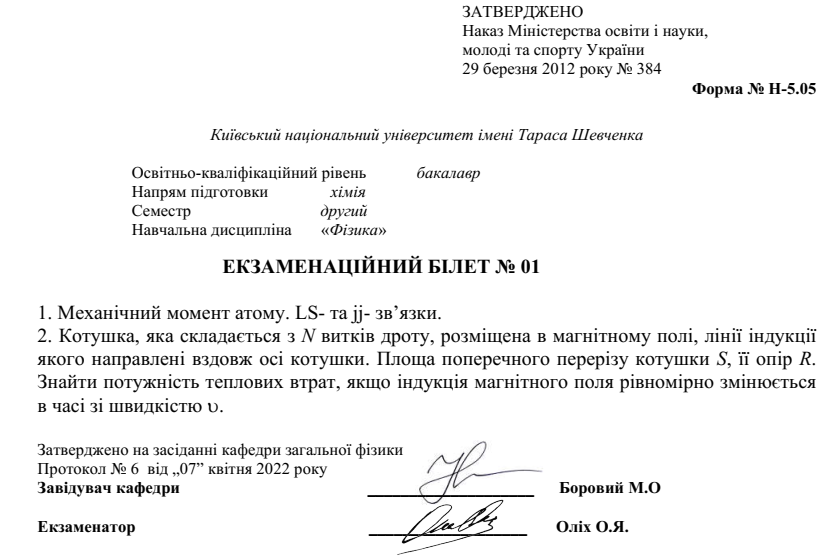 ЗАТВЕРДЖЕНО
Наказ Міністерства освіти і науки,
молоді та спорту України
29 березня 2012 року № 384
Форма № Н-5.05
Київський національний університет імені Тараса Шевченка
Освітньо-кваліфікаційний рівень бакалавр
Напрям підготовки хімія
Семестр другий
Навчальна дисципліна «Фізика»
ЕКЗАМЕНАЦІЙНИЙ БІЛЕТ № 01
1. Механічний момент атому. LS- та jj- зв’язки.
2. Котушка, яка складається з N витків дроту, розміщена в магнітному полі, лінії індукції
якого направлені вздовж осі котушки. Площа поперечного перерізу котушки S, її опір R.
Знайти потужність теплових втрат, якщо індукція магнітного поля рівномірно змінюється
в часі зі швидкістю υ.
Затверджено на засіданні кафедри загальної фізики
Протокол № 6 від „07” квітня 2022 року
Завідувач кафедри Боровий М.О
Екзаменатор Оліх О.Я.